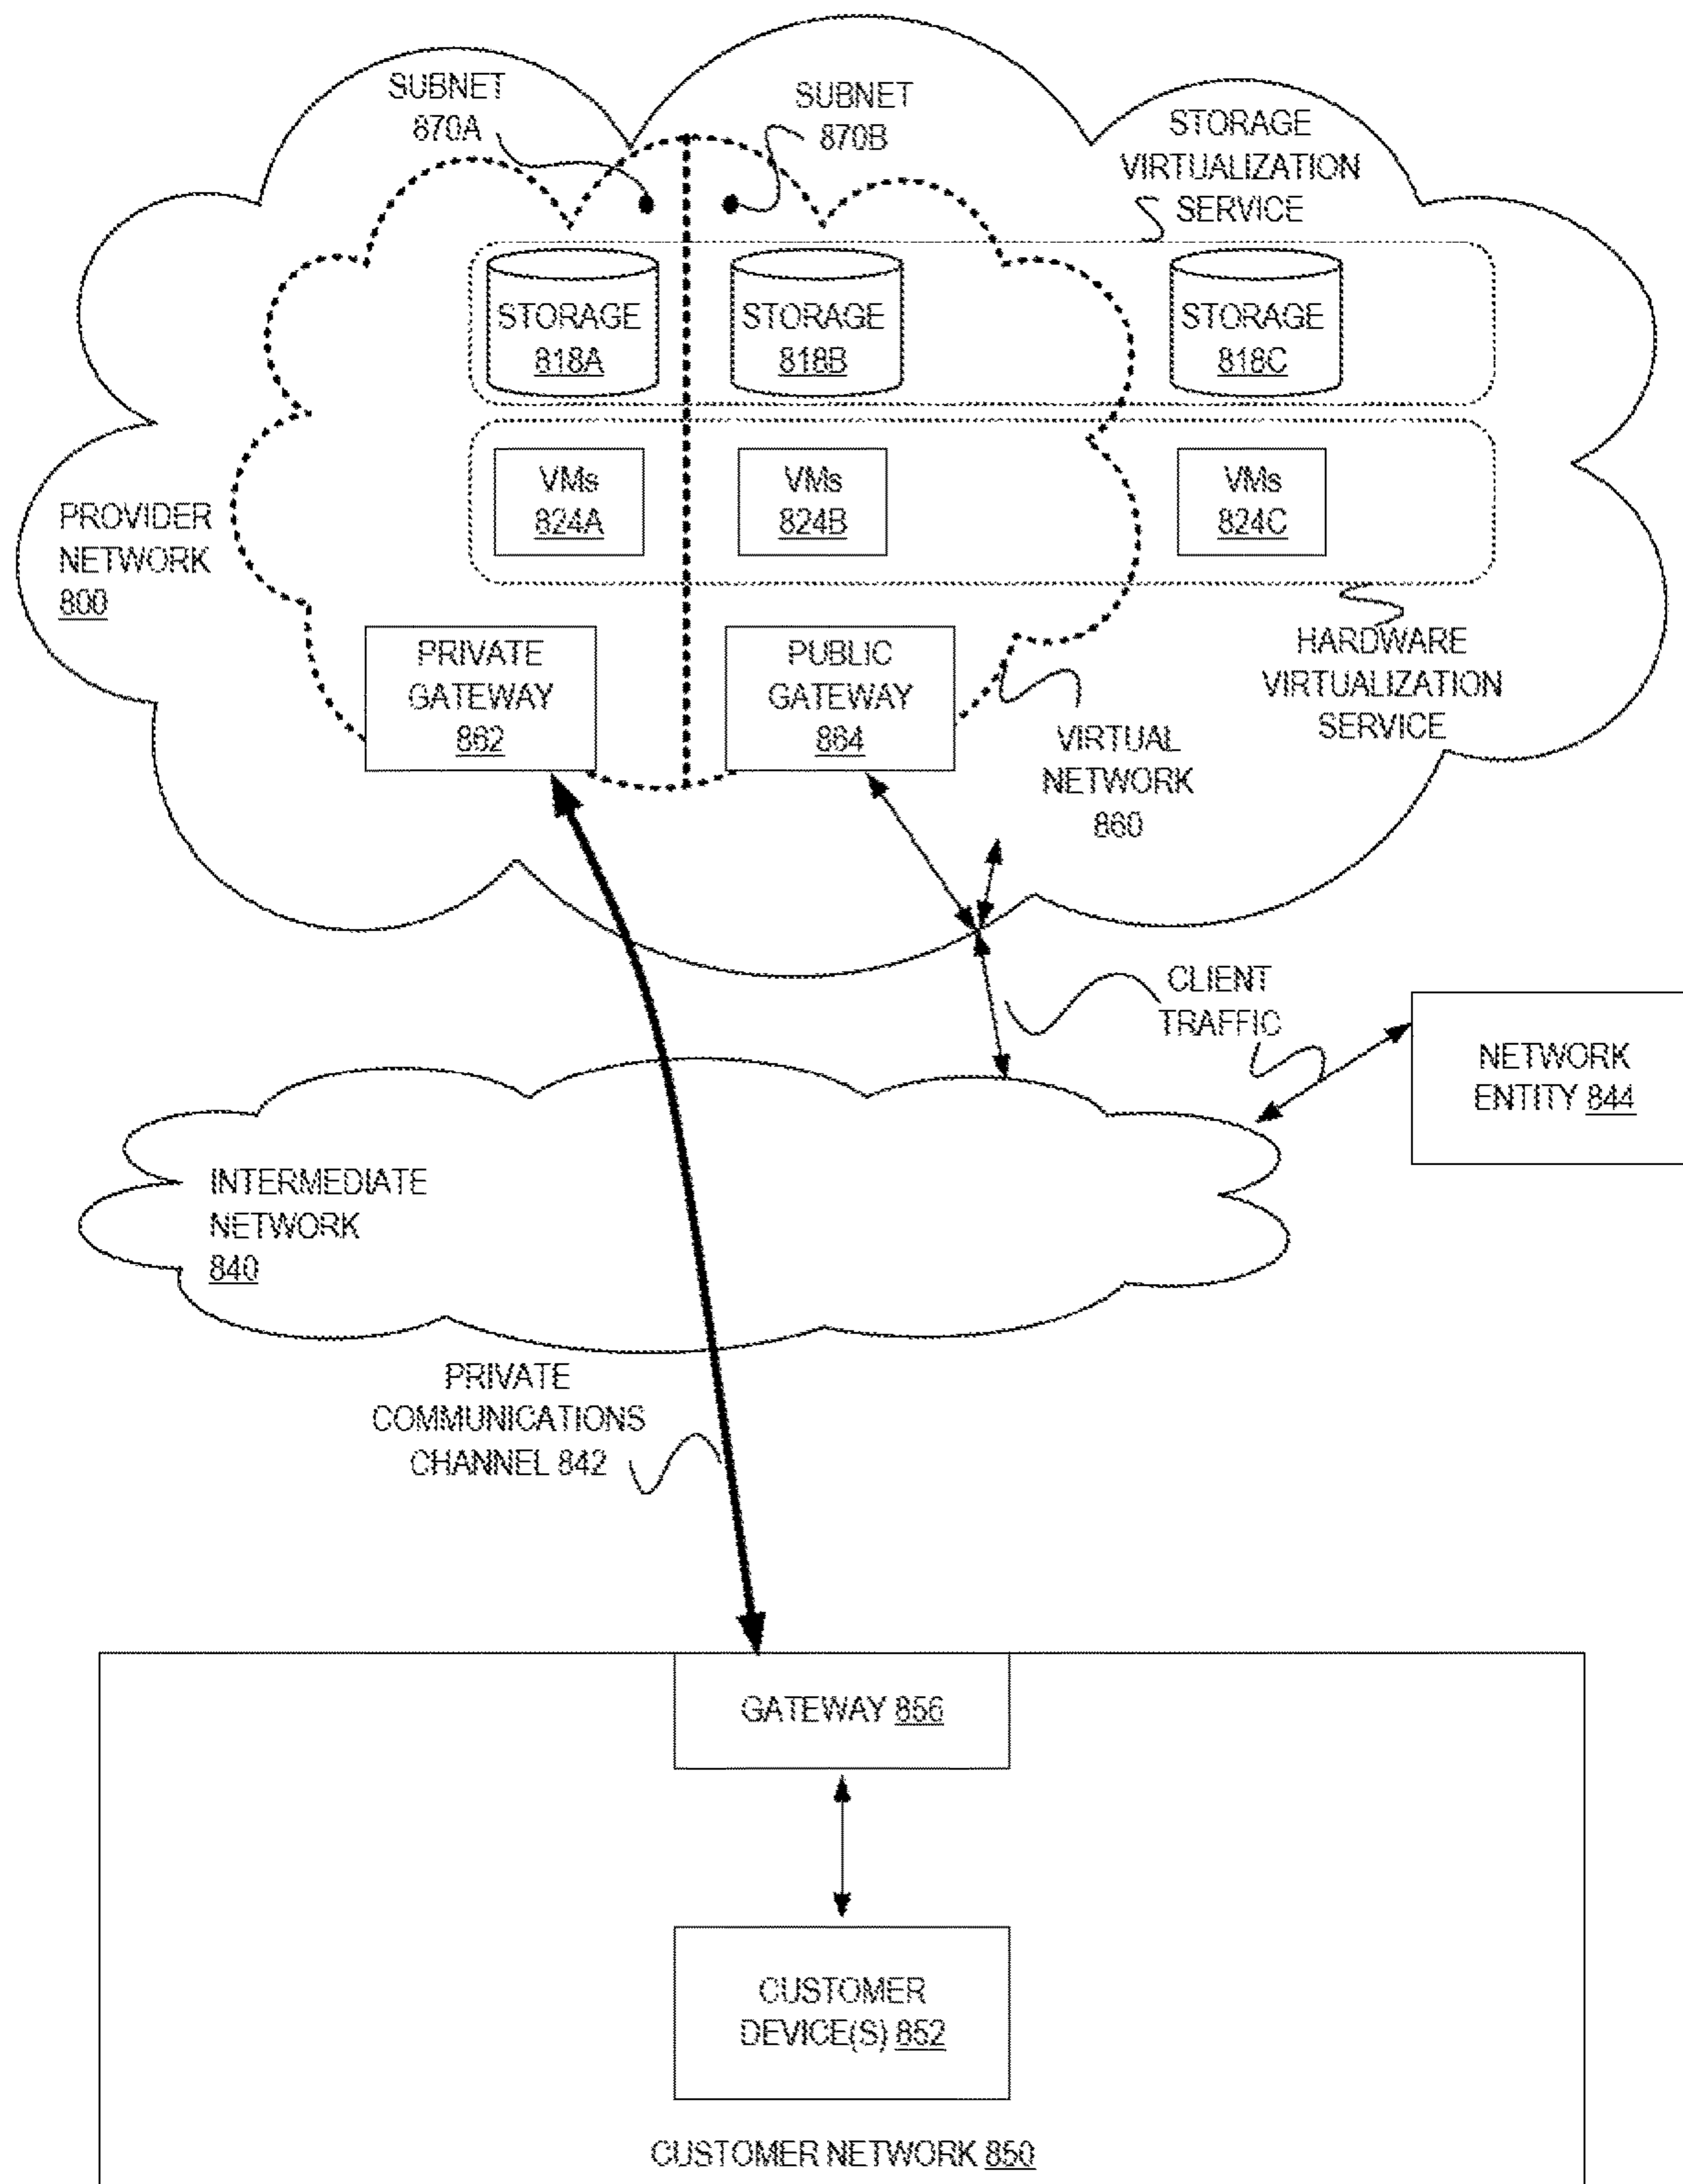 SUBNET
870A
SUBNET
870B
STORAGE
VIRTUALIZATION
SERVICE
STORAGE
818A
STORAGE
818B
STORAGE
818C
VMs
824A
VMs
824B
VMs
824C
PROVIDER
NETWORK
800
PRIVATE
GATEWAY
862
PUBLIC
GATEWAY
864
HARDWARE
VIRTUALIZATION
SERVICE
VIRTUAL
NETWORK
860
CLIENT
TRAFFIC
NETWORK
ENTITY 844
INTERMEDIATE
NETWORK
840
PRIVATE
COMMUNICATIONS
CHANNEL 842
GATEWAY 856
CUSTOMER
DEVICE(S) 852
CUSTOMER NETWORK 850